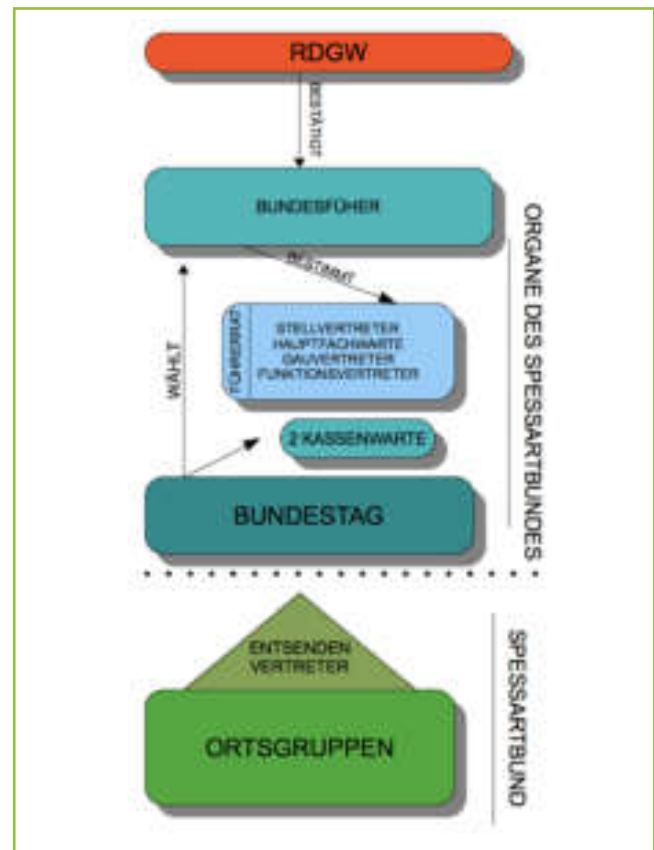 RDGW
BESTÄTIGT
BUNDESFÜHER
BESTIMMT
FÜHRERRAT
STELLVERTRETER
HAUPTFACHWARTE
GAUVERTRETER
FUNKTIONSVERTRETER
WÄHLT
2 KASSENWARTE
BUNDESTAG
ORGANE DES SPESSARTBUNDES
ENTSENDEN
VERTRETER
ORTSGRUPPEN
SPESSARTBUND